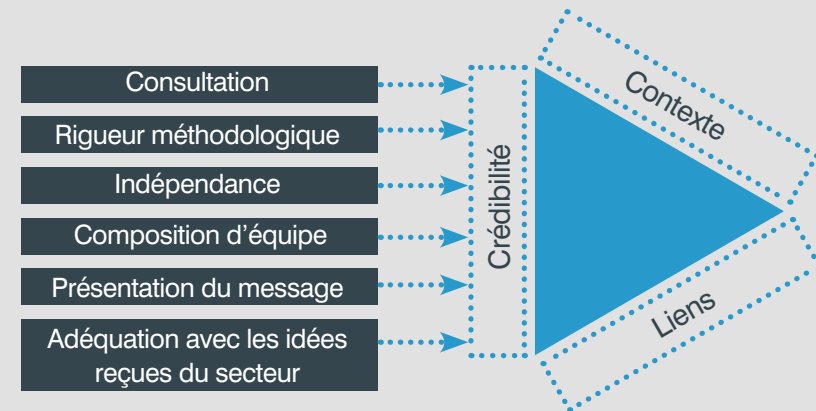 Consultation
Rigueur méthodologique
Indépendance
Composition d'équipe
Présentation du message
Adéquation avec les idées
reçues du secteur
Crédibilité
Contexte
Liens